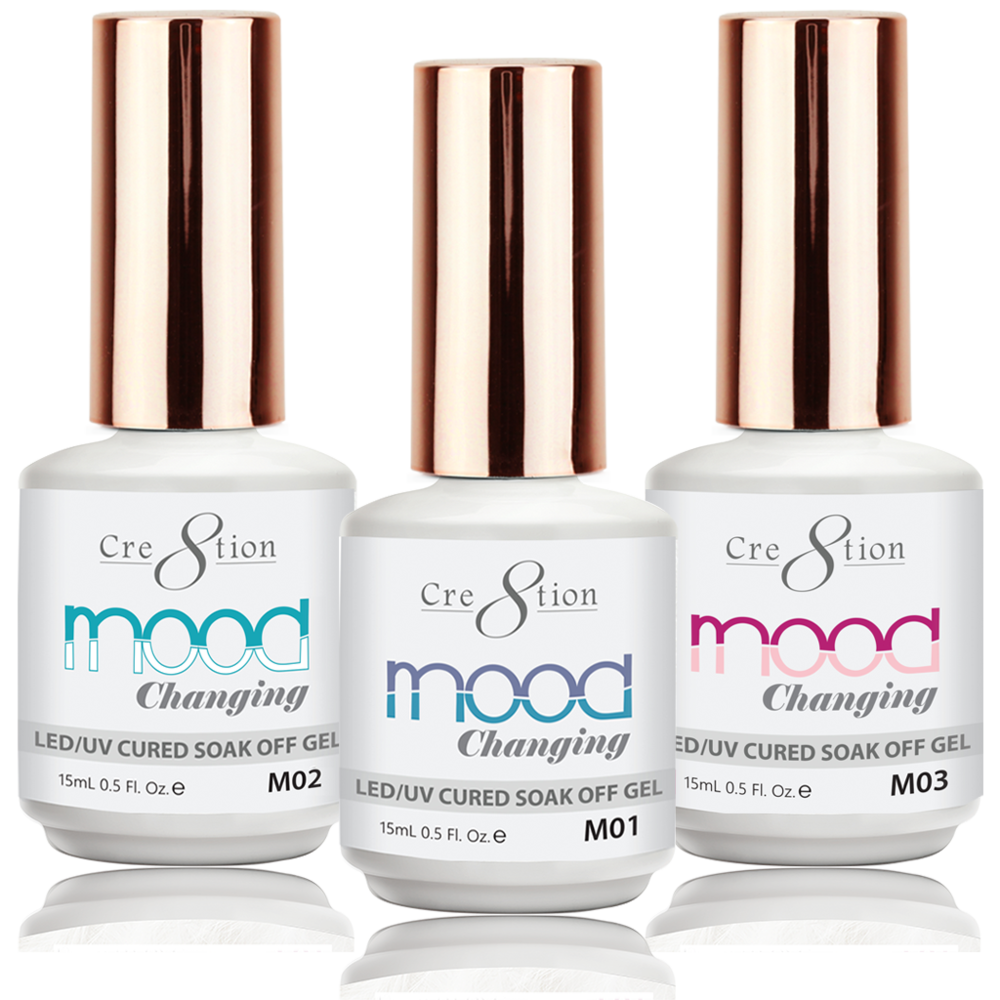 Cre8tion
mood
Changing
LED/UV CURED SOAK OFF GEL
15mL 0.5 Fl. Oz.e
M02
Cre8tion
mood
Changing
LED/UV CURED SOAK OFF GEL
15mL 0.5 Fl. Oz.e
M01
Cre8tion
mood
Changing
ED/UV CURED SOAK OFF GEL
15mL 0.5 Fl. Oz.e
M03